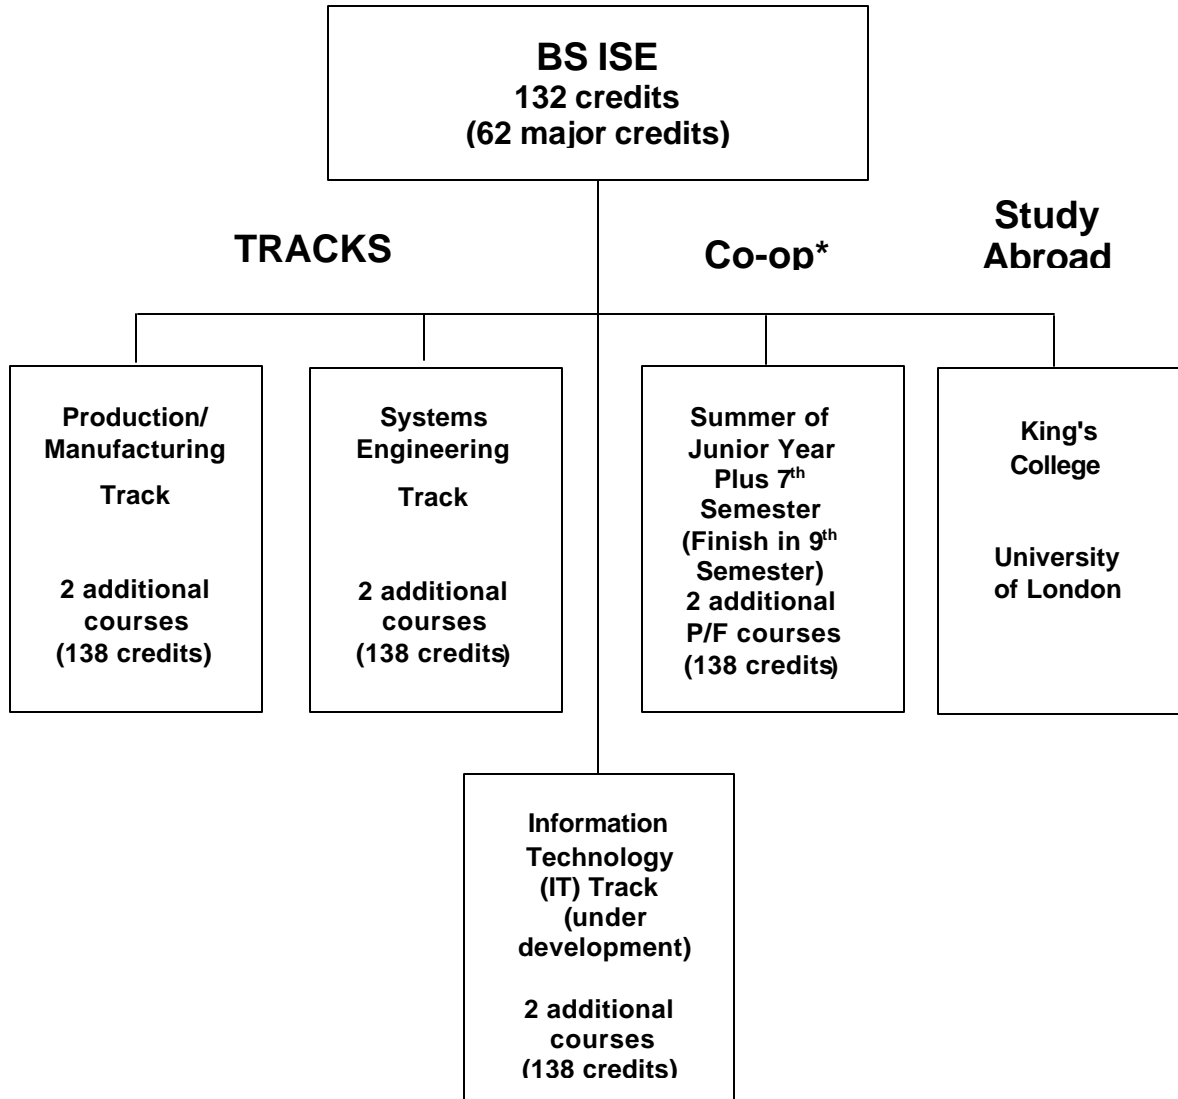 BS ISE
132 credits
(62 major credits)
TRACKS
Co-op*
Study
Abroad
Production/
Manufacturing
Track
2 additional
courses
(138 credits)
Systems
Engineering
Track
2 additional
courses
(138 credits)
Summer of
Junior Year
Plus 7th
Semester
(Finish in 9th
Semester)
2 additional
P/F courses
(138 credits)
King's
College
University
of London
Information
Technology
(IT) Track
(under
development)
2 additional
courses
(138 credits)